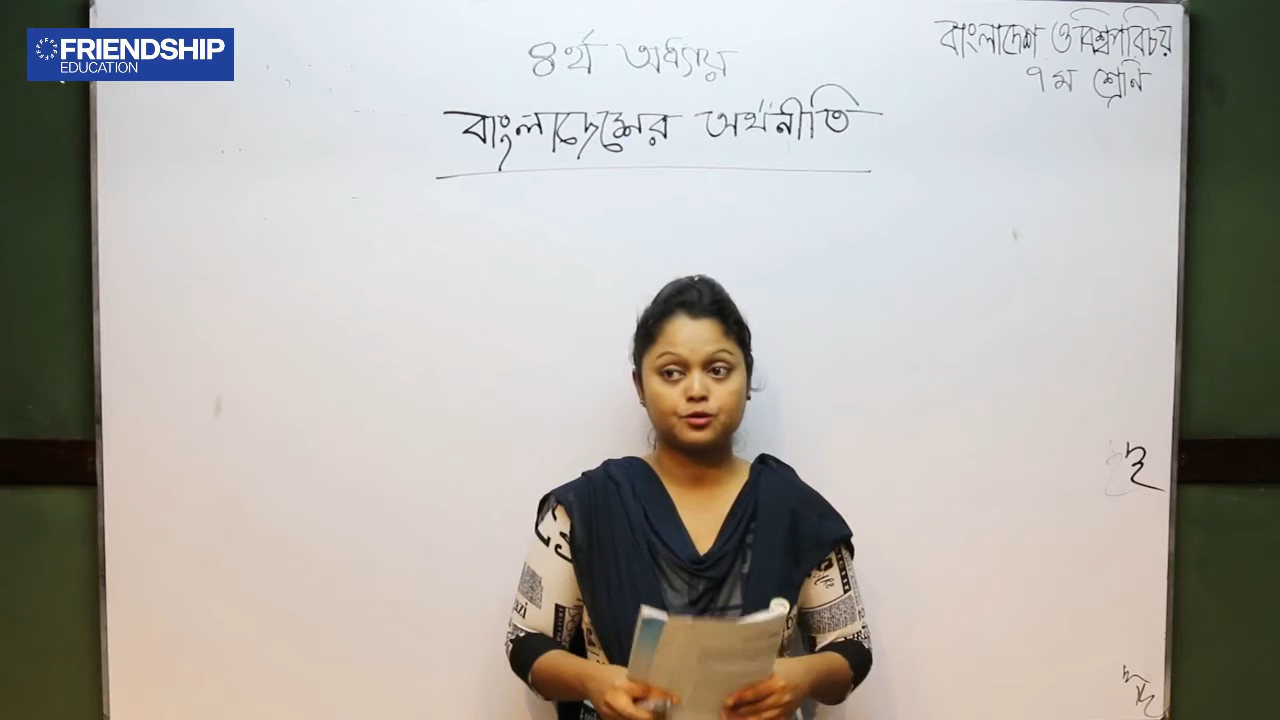 FRIENDSHIP
EDUCATION
৪র্থ অধ্যায়
বাংলাদেশের অর্থনীতি
বাংলাদেশ ও বিশ্বপরিচয়
৭ম শ্রেনি